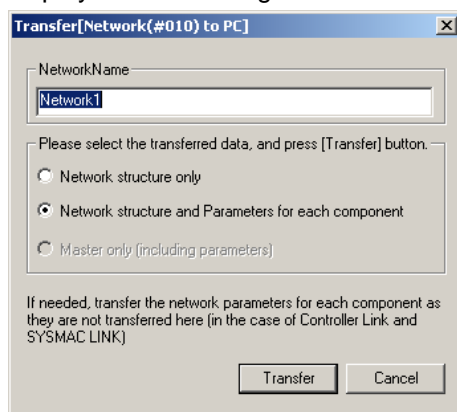 Transfer[Network(#010) to PC]
NetworkName
Network1
Please select the transferred data, and press [Transfer] button.
Network structure only
Network structure and Parameters for each component
Master only (including parameters)
If needed, transfer the network parameters for each component as
they are not transferred here (in the case of Controller Link and
SYSMAC LINK)
Transfer Cancel